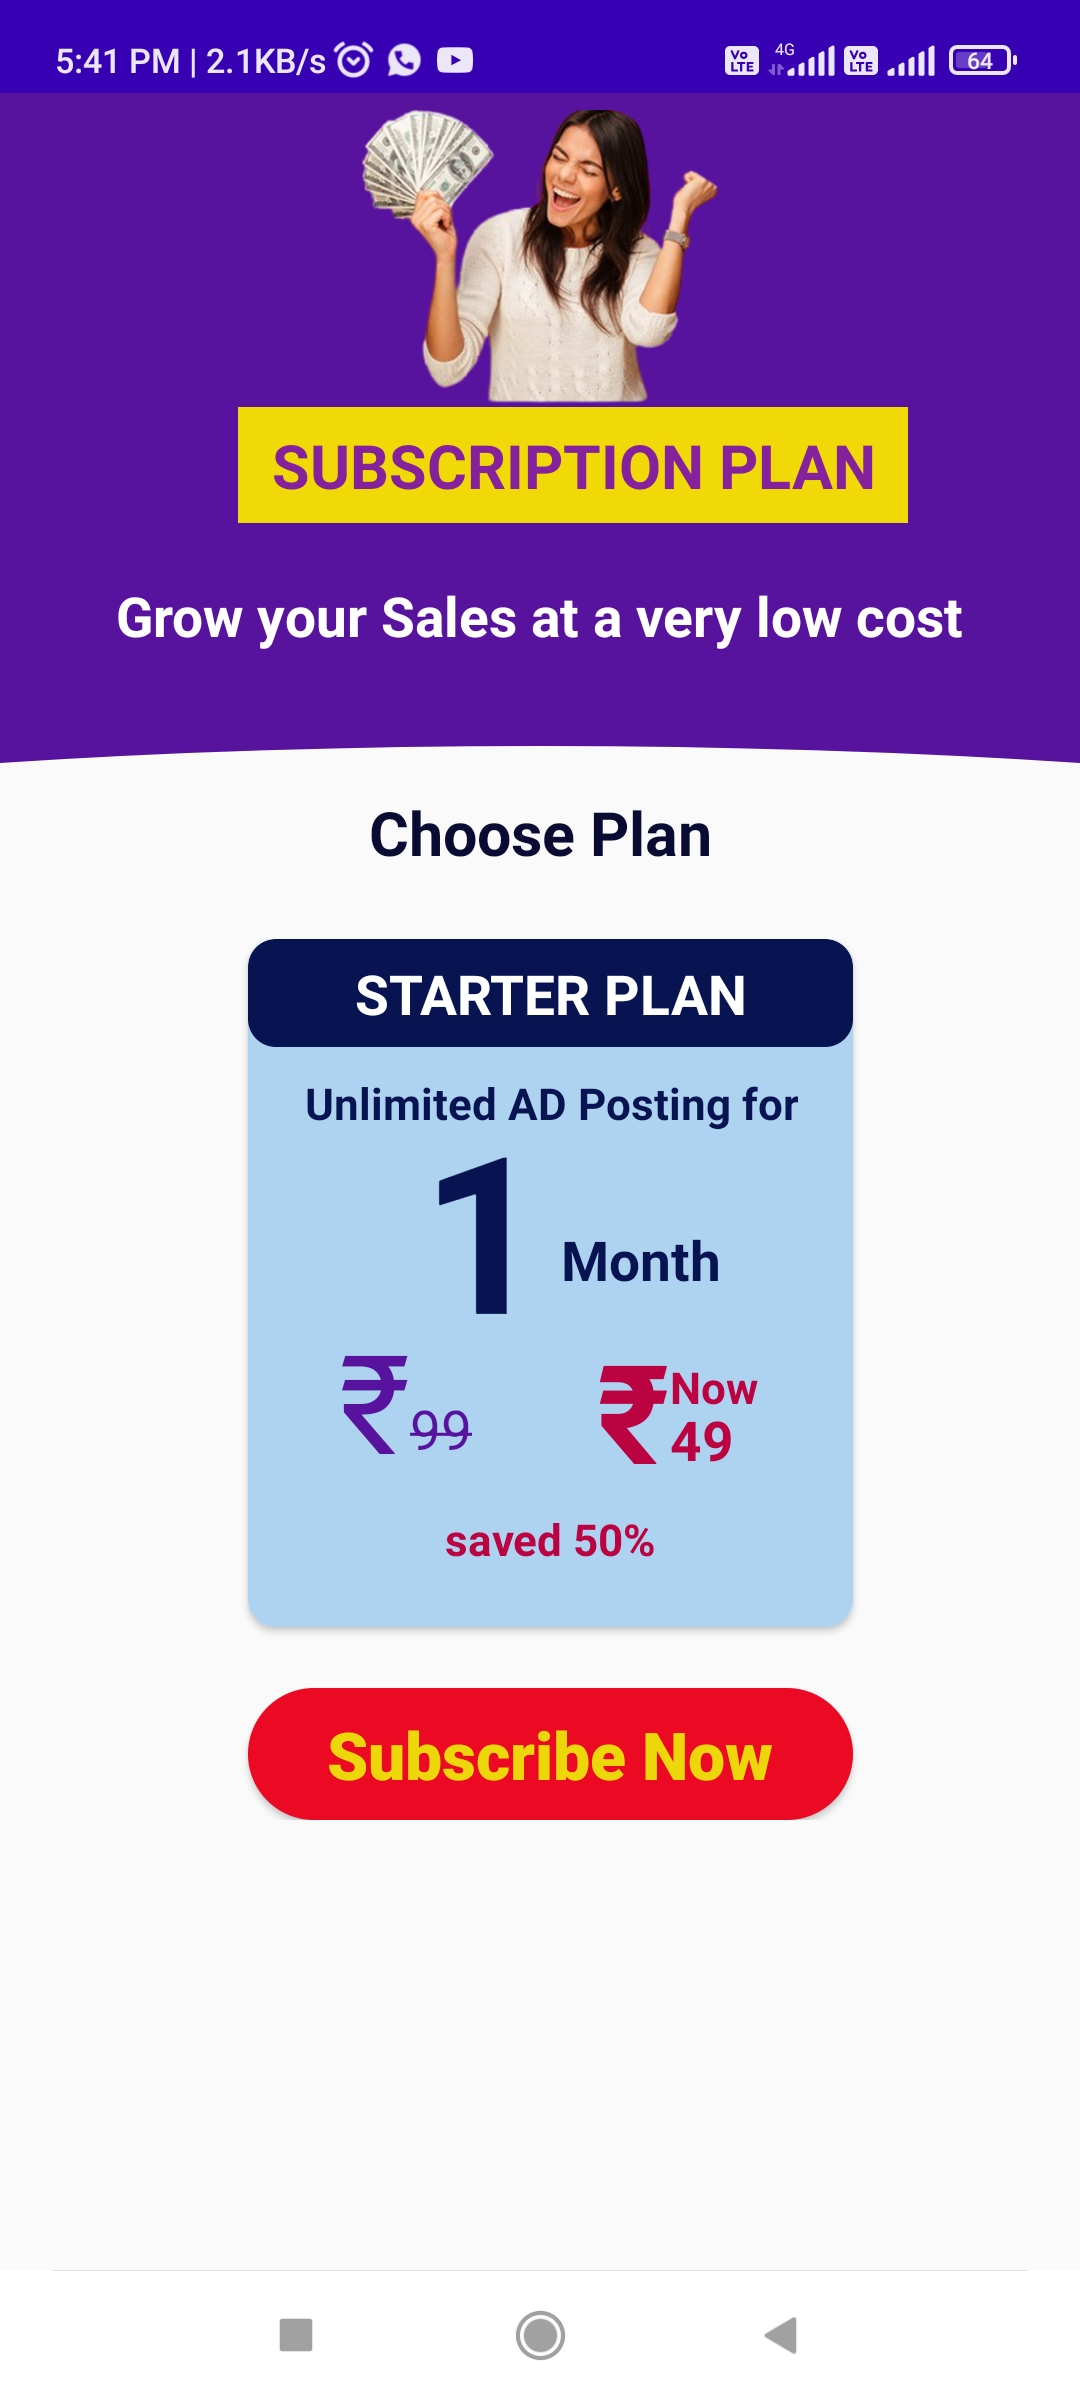 5:41 PM | 2.1KB/s
Vo LTE 4G Vo LTE 64
SUBSCRIPTION PLAN
Grow your Sales at a very low cost
Choose Plan
STARTER PLAN
Unlimited AD Posting for
1 Month
₹99 ₹Now 49
saved 50%
Subscribe Now